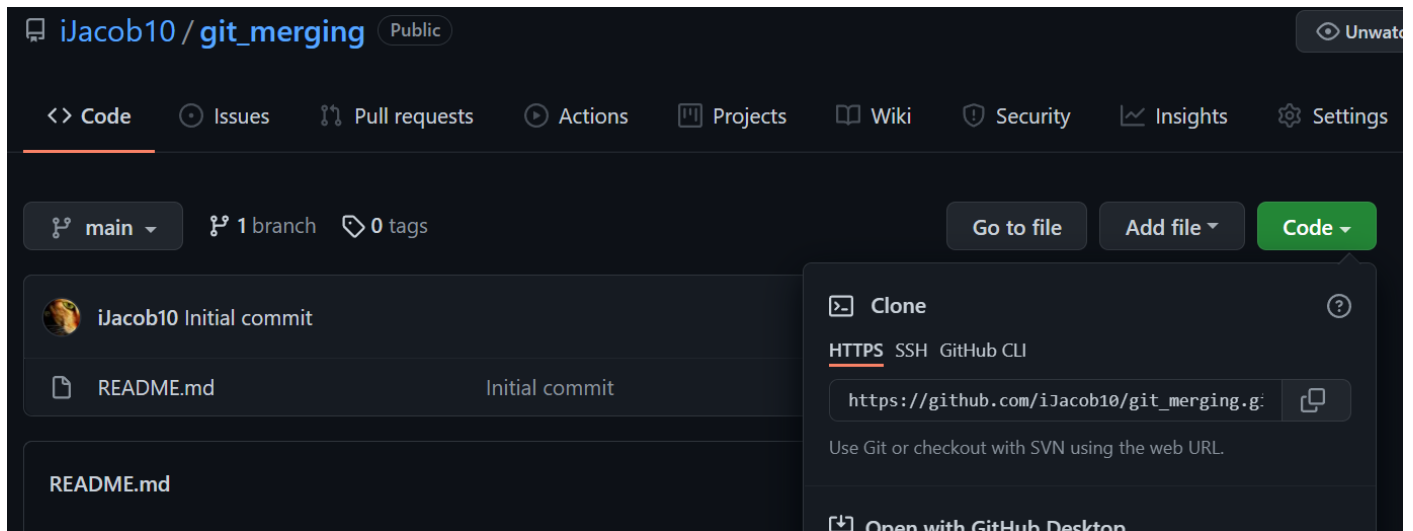 iJacob10 / git_merging Public
Unwatc
<> Code Issues Pull requests Actions Projects Wiki Security Insights Settings
main 1 branch 0 tags Go to file Add file Code
iJacob10 Initial commit
README.md Initial commit
README.md
Clone
HTTPS SSH GitHub CLI
https://github.com/iJacob10/git_merging.gi
Use Git or checkout with SVN using the web URL.
Open with GitHub Desktop